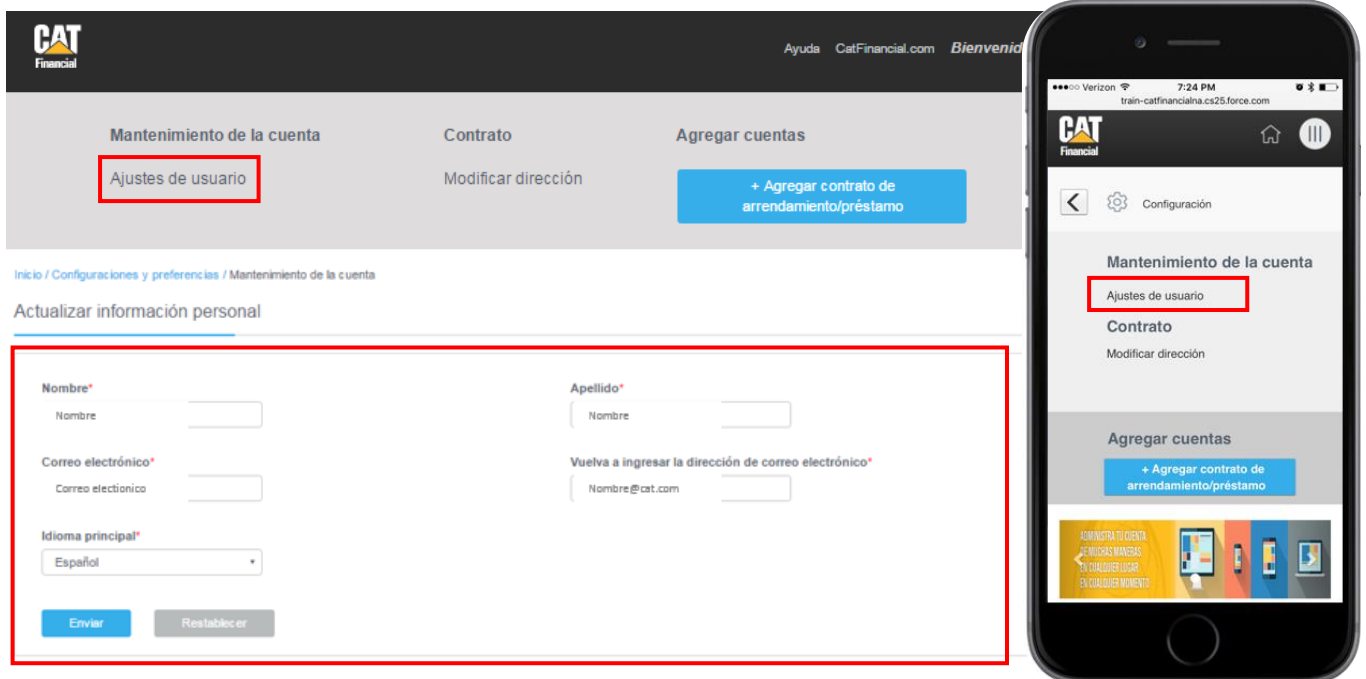 CAT
Financial
Ayuda CatFinancial.com Bienvenid
Mantenimiento de la cuenta
Contrato
Agregar cuentas
Ajustes de usuario
Modificar dirección
+ Agregar contrato de
arrendamiento/préstamo
Inicio / Configuraciones y preferencias / Mantenimiento de la cuenta
Actualizar información personal
Nombre*
Nombre
Apellido*
Nombre
Correo electrónico*
Correo electionico
Vuelva a ingresar la dirección de correo electrónico*
Nombre@cat.com
Idioma principal*
Español
Enviar
Restablecer
Verizon 7:24 PM
train-catfinancialna.cs25.force.com
CAT
Financial
Configuración
Mantenimiento de la cuenta
Ajustes de usuario
Contrato
Modificar dirección
Agregar cuentas
+ Agregar contrato de
arrendamiento/préstamo
ADMINISTRA TU CUENTA
DE MUCHAS MANERAS
EN CUALQUIER LUGAR
EN CUALQUIER MOMENTO